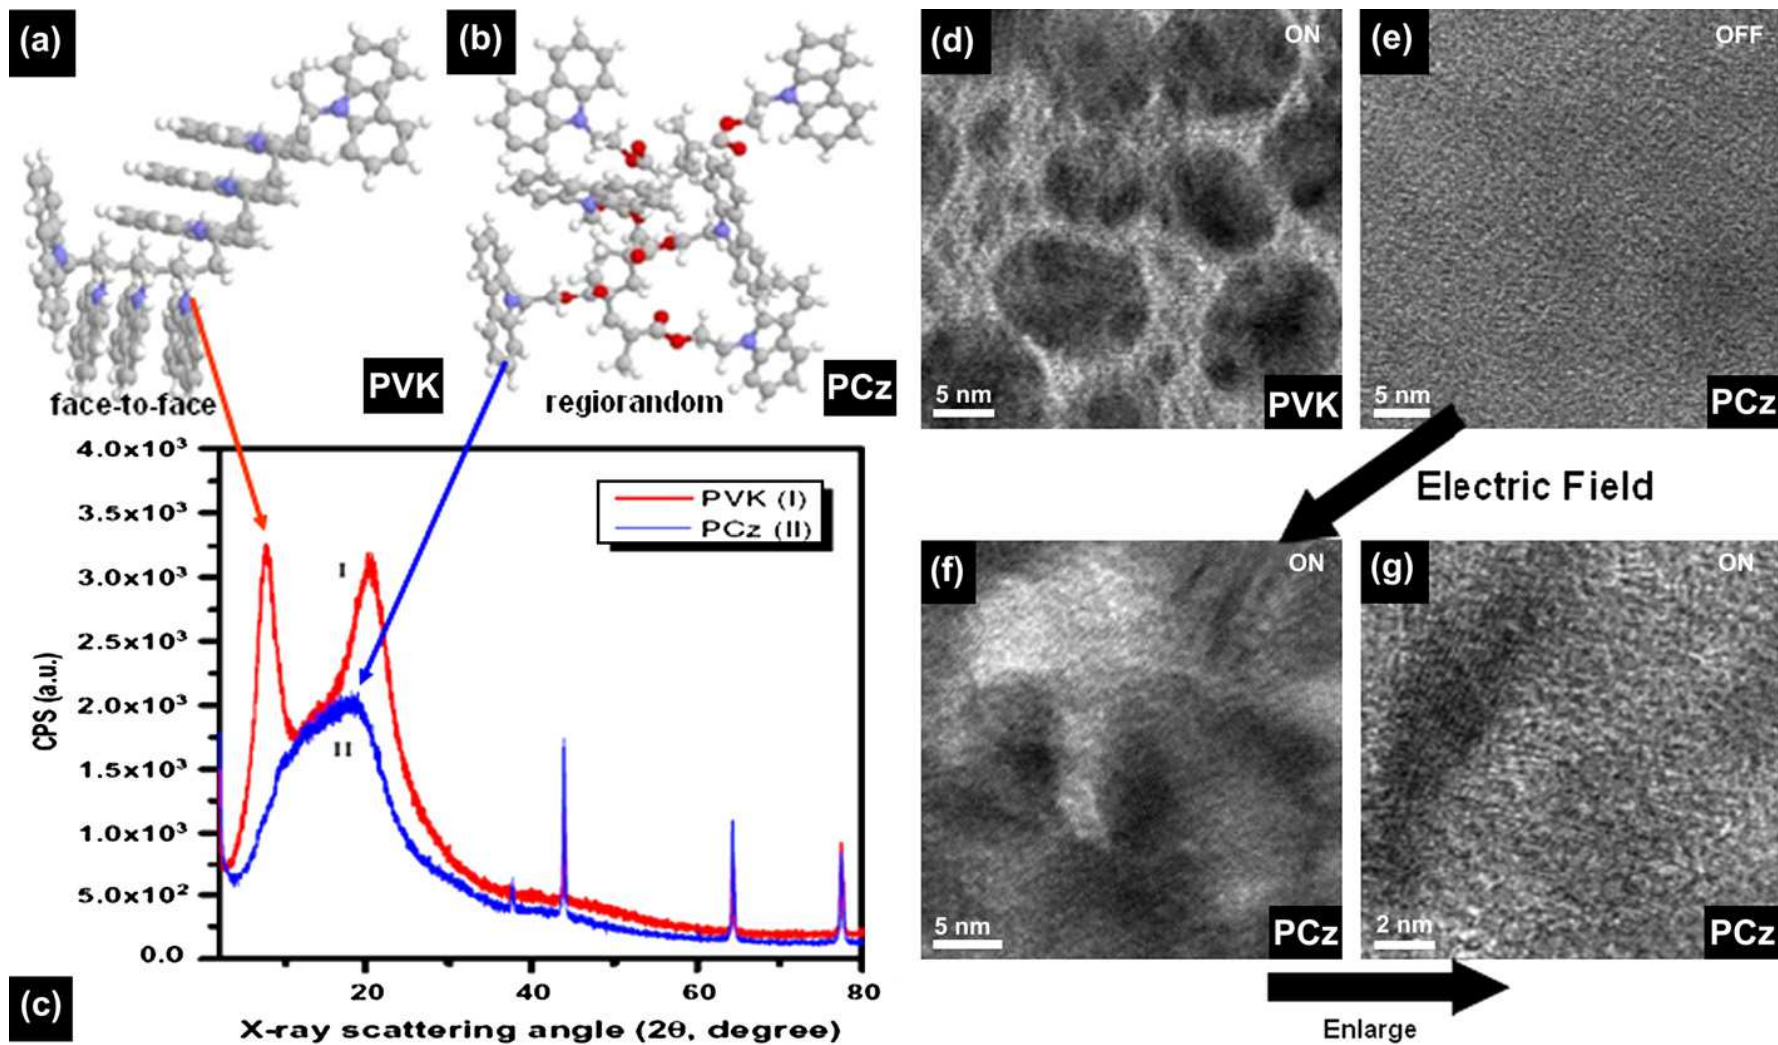 (a)
face-to-face
PVK
(b)
regiorandom
PCz
(c)
4.0x10³
3.5x10³
3.0x10³
2.5x10³
2.0x10³
1.5x10³
1.0x10³
5.0x10²
0.0
CPS (a.u.)
PVK (I)
PCz (II)
I
II
20
40
60
80
X-ray scattering angle (2θ, degree)
(d)
ON
5 nm
PVK
(e)
OFF
5 nm
PCz
Electric Field
(f)
ON
5 nm
PCz
(g)
ON
2 nm
PCz
Enlarge